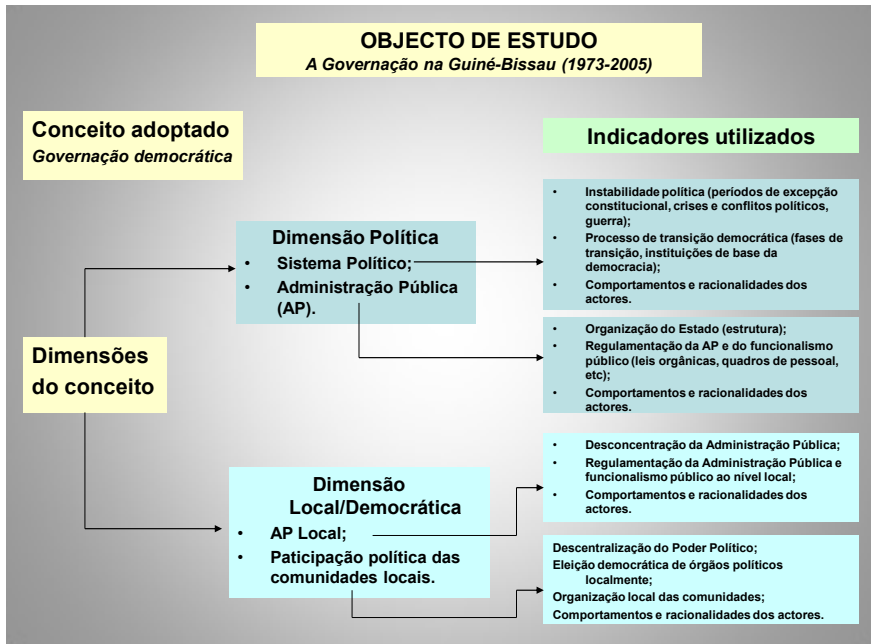 OBJECTO DE ESTUDO
A Governação na Guiné-Bissau (1973-2005)
Conceito adoptado
Governação democrática
Indicadores utilizados
Dimensões
do conceito
Dimensão Política
• Sistema Político;
• Administração Pública
(AP).
• Instabilidade política (períodos de excepção
constitucional, crises e conflitos políticos,
guerra);
• Processo de transição democrática (fases de
transição, instituições de base da
democracia);
• Comportamentos e racionalidades dos
actores.
• Organização do Estado (estrutura);
• Regulamentação da AP e do funcionalismo
público (leis orgânicas, quadros de pessoal,
etc);
• Comportamentos e racionalidades dos
actores.
Dimensão
Local/Democrática
• AP Local;
• Paticipação política das
comunidades locais.
• Desconcentração da Administração Pública;
• Regulamentação da Administração Pública e
funcionalismo público ao nível local;
• Comportamentos e racionalidades dos
actores.
Descentralização do Poder Político;
Eleição democrática de órgãos políticos
localmente;
Organização local das comunidades;
Comportamentos e racionalidades dos actores.